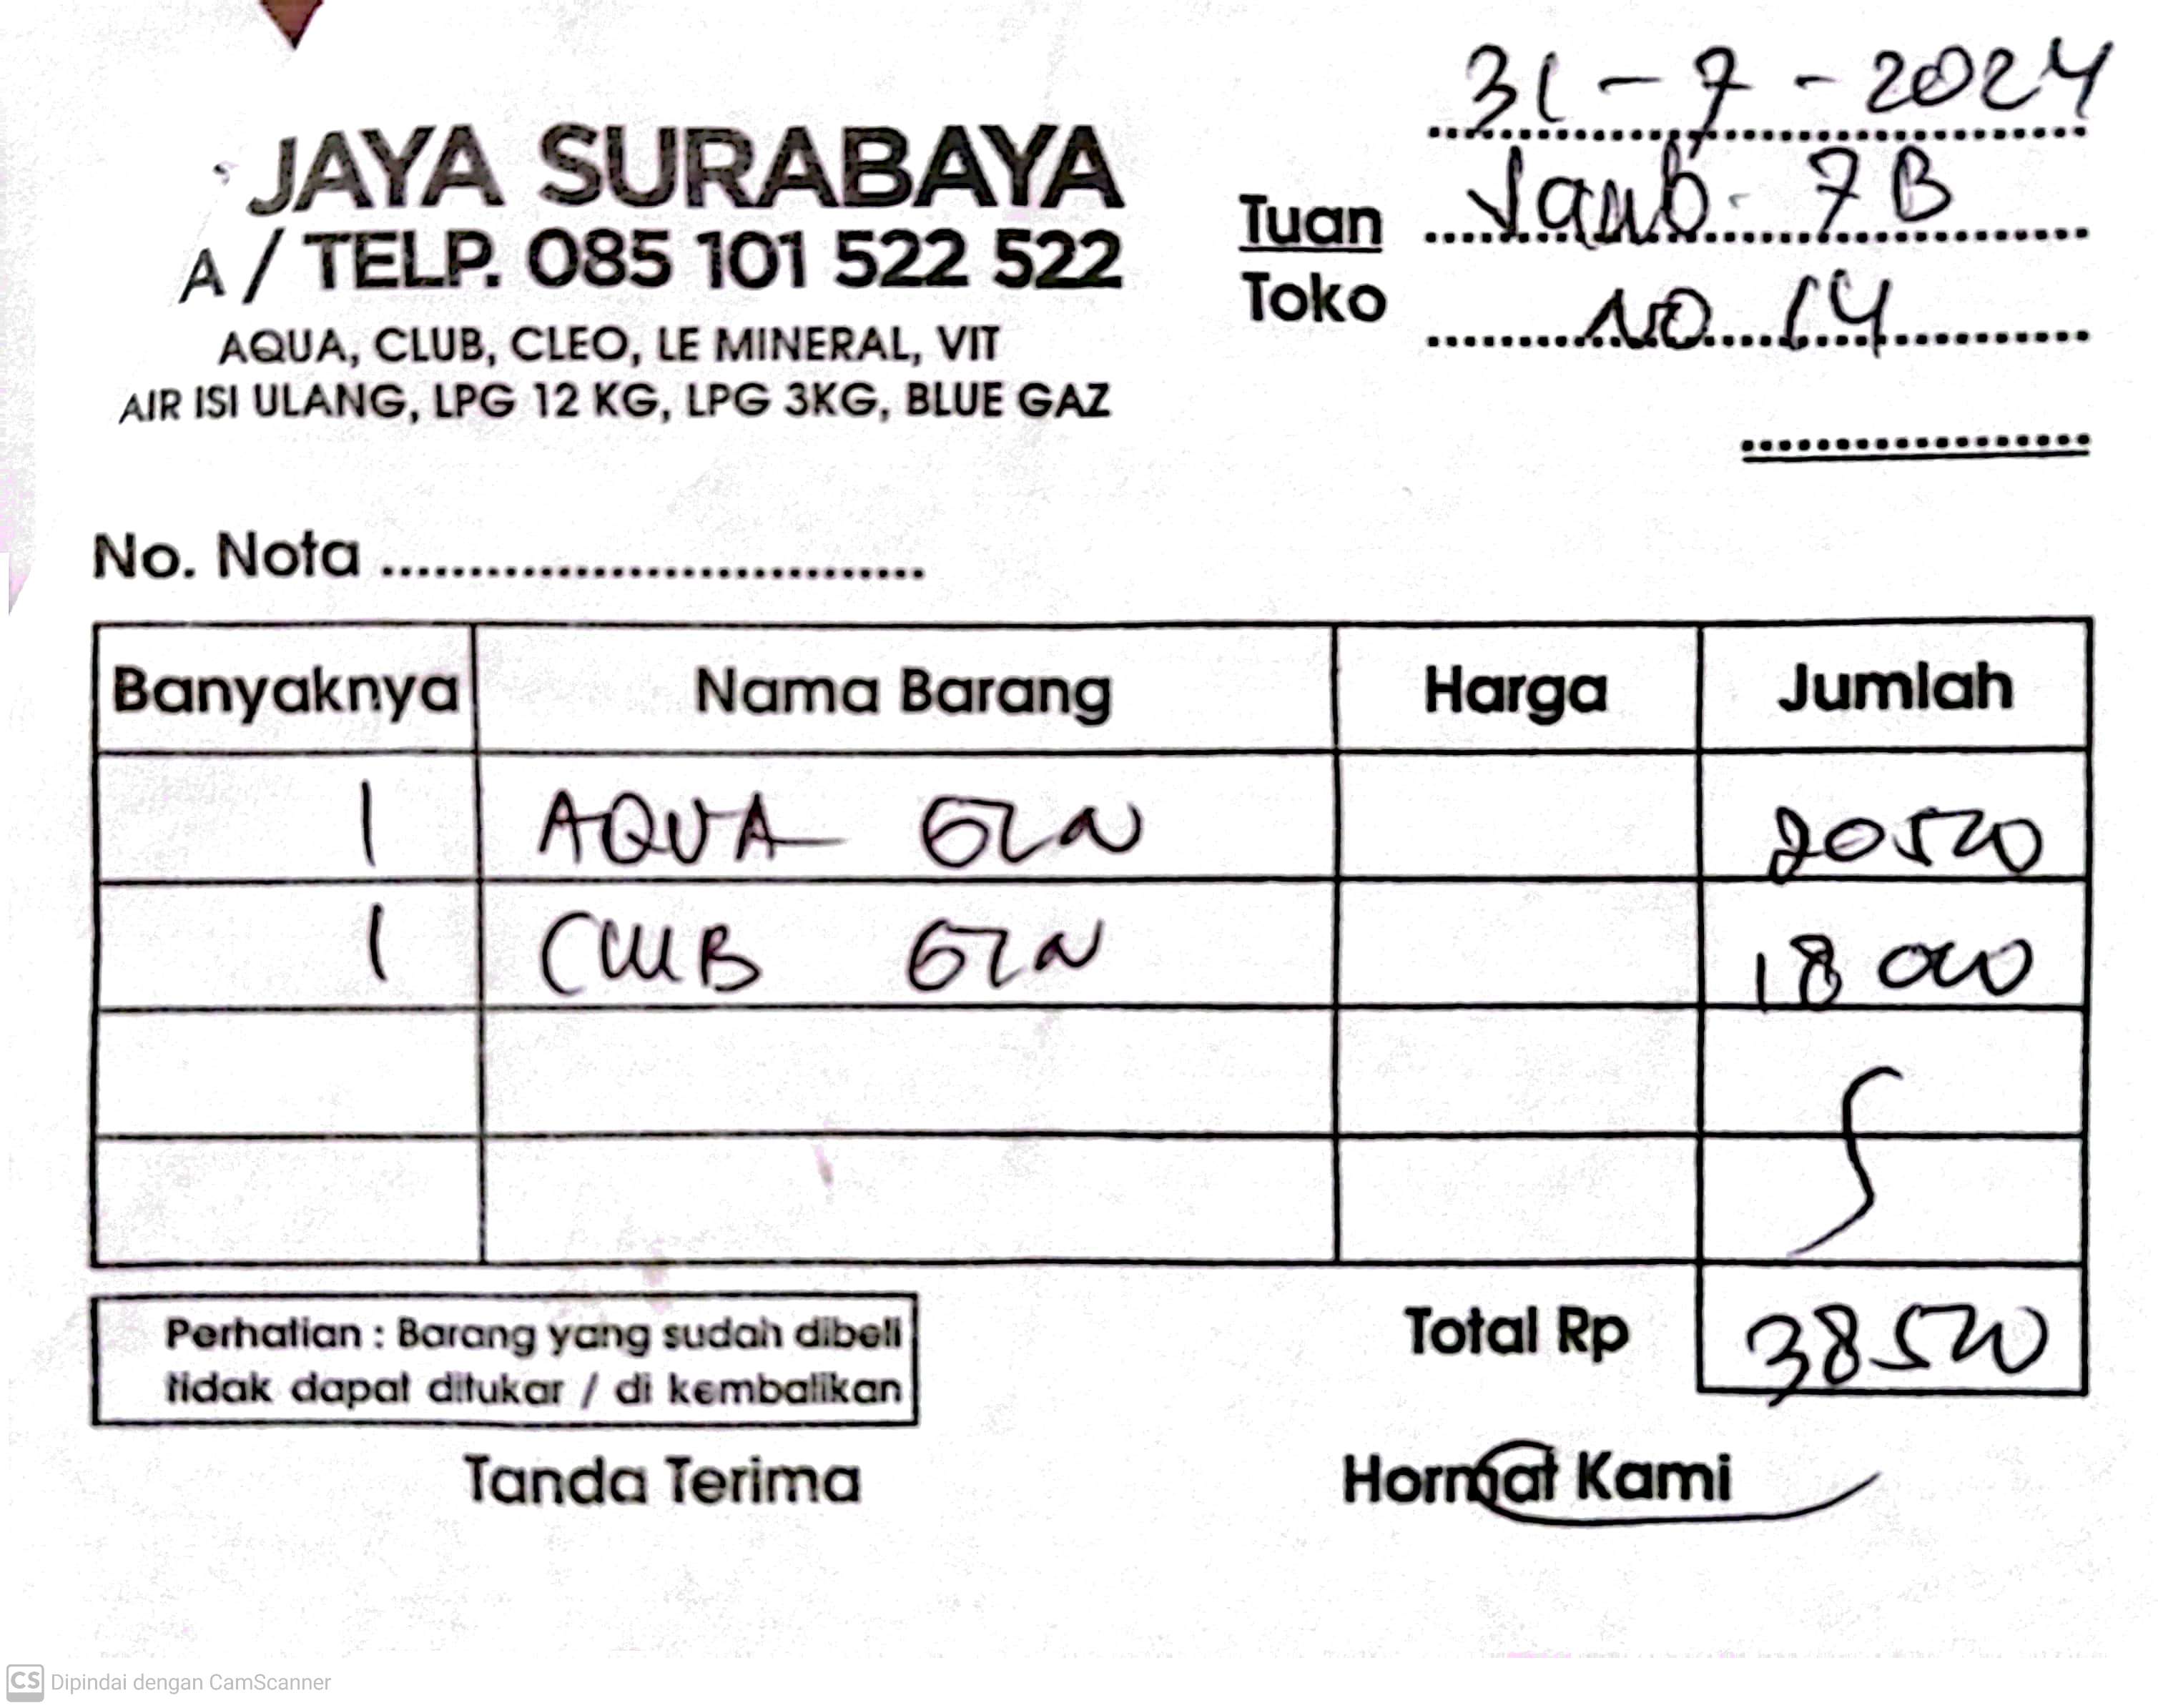 31-7-2024
JAYA SURABAYA
A / TELP. 085 101 522 522
AQUA, CLUB, CLEO, LE MINERAL, VIT
AIR ISI ULANG, LPG 12 KG, LPG 3KG, BLUE GAZ
Tuan 7B
Toko NO 14
No. Nota
Banyaknya Nama Barang Harga Jumlah
1 AQUA GLN 20500
1 CLUB GLN 18000
Total Rp 38500
Perhatian : Barang yang sudah dibeli
tidak dapat ditukar / di kembalikan
Tanda Terima Hormat Kami
CS Dipindai dengan CamScanner